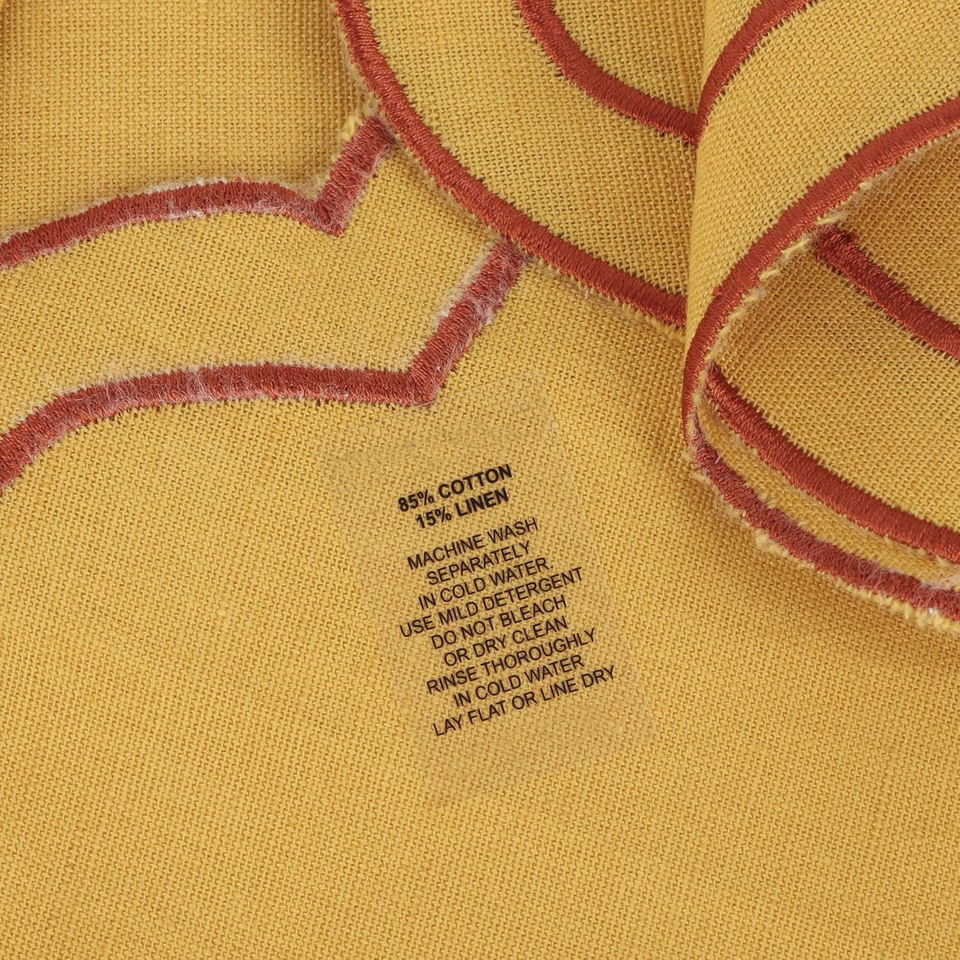 85% COTTON
15% LINEN
MACHINE WASH
SEPARATELY
IN COLD WATER.
USE MILD DETERGENT
DO NOT BLEACH
OR DRY CLEAN
RINSE THOROUGHLY
IN COLD WATER
LAY FLAT OR LINE DRY